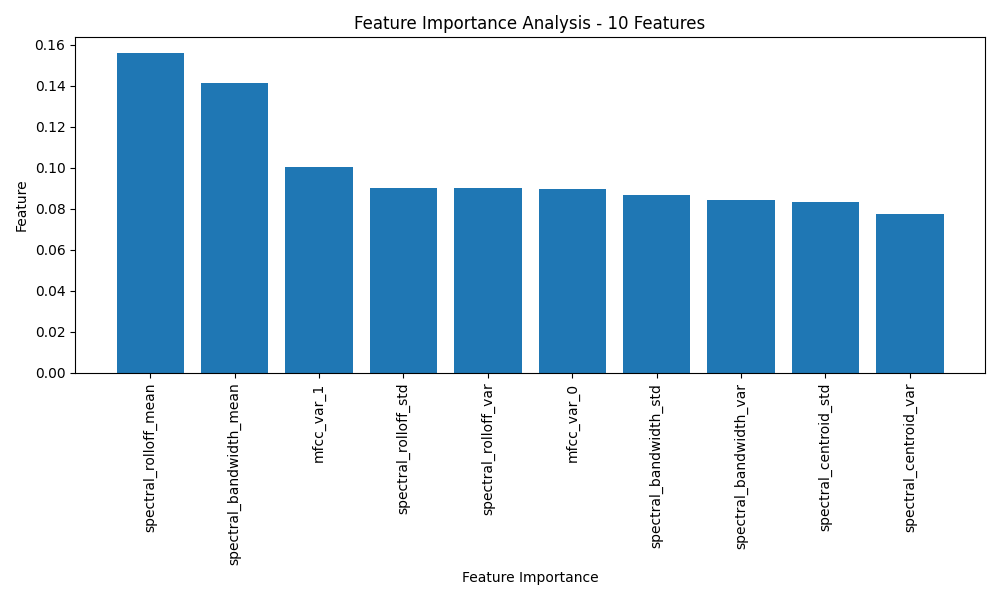 Feature Importance Analysis - 10 Features
Feature
0.16
0.14
0.12
0.10
0.08
0.06
0.04
0.02
0.00
spectral_rolloff_mean
spectral_bandwidth_mean
mfcc_var_1
spectral_rolloff_std
spectral_rolloff_var
mfcc_var_0
spectral_bandwidth_std
spectral_bandwidth_var
spectral_centroid_std
spectral_centroid_var
Feature Importance